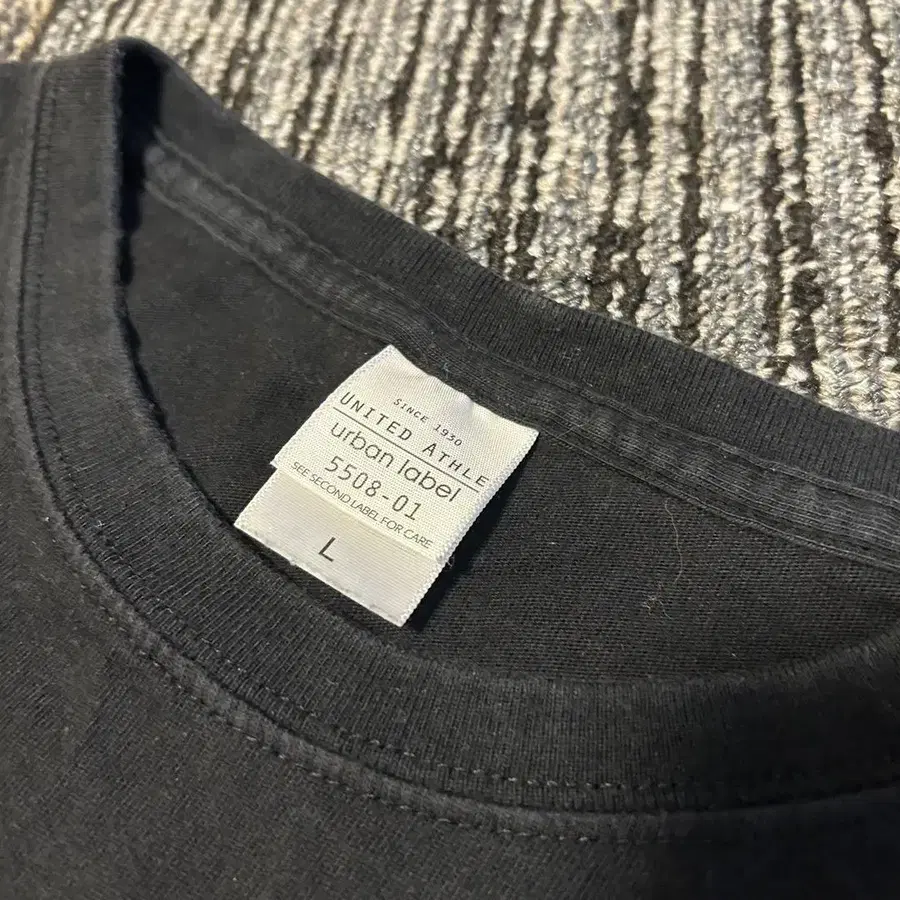 SINCE 1930
UNITED ATHLE
urban label
5508-01
SEE SECOND LABEL FOR CARE
L